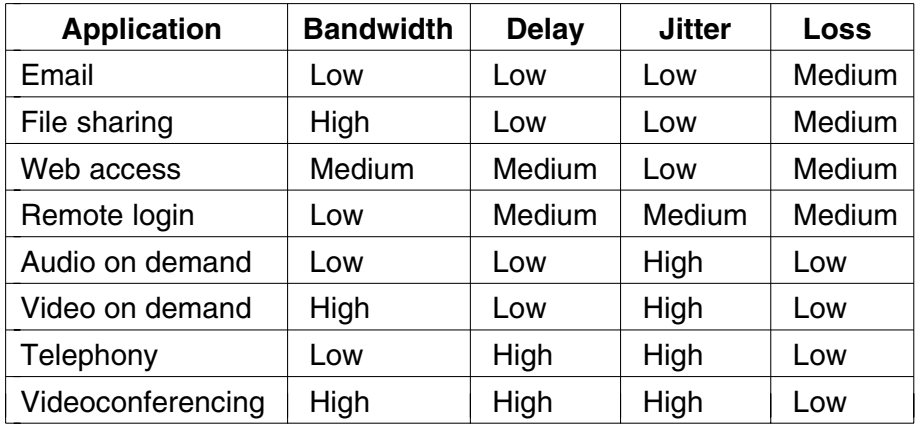 Application Bandwidth Delay Jitter Loss
Email Low Low Low Medium
File sharing High Low Low Medium
Web access Medium Medium Low Medium
Remote login Low Medium Medium Medium
Audio on demand Low Low High Low
Video on demand High Low High Low
Telephony Low High High Low
Videoconferencing High High High Low